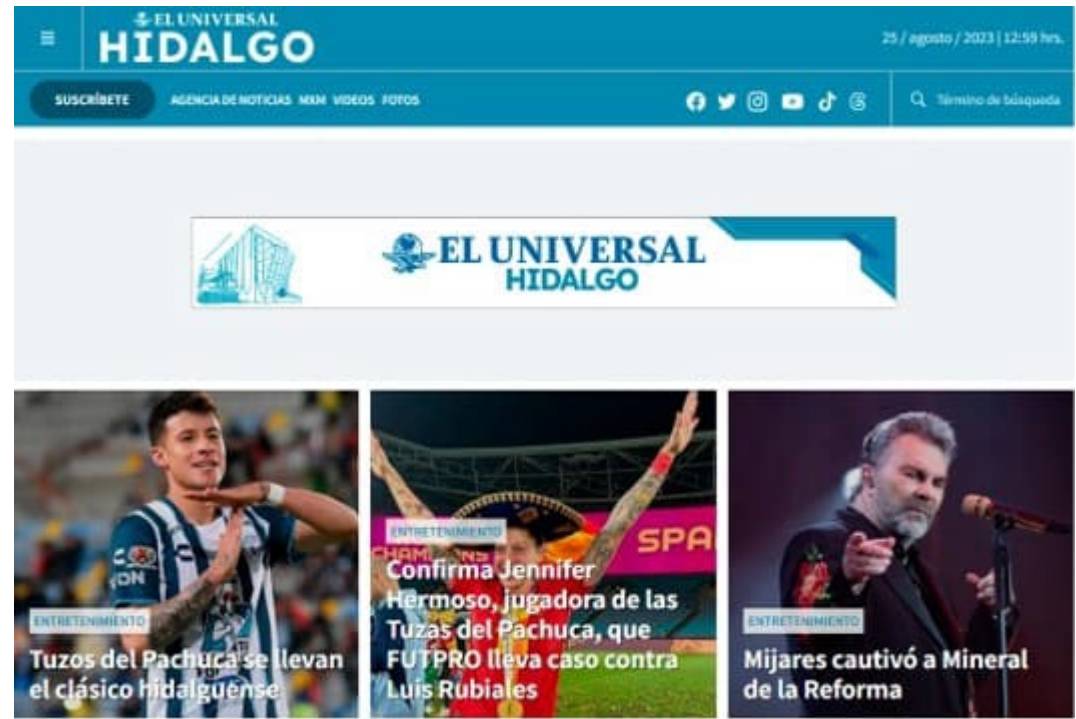 EL UNIVERSAL
HIDALGO
25 / agosto / 2023 | 12:59 hrs.
SUSCRÍBETE
AGENCIA DE NOTICIAS MXM VIDEOS FOTOS
Término de búsqueda
EL UNIVERSAL
HIDALGO
ENTRETENIMIENTO
Tuzos del Pachuca se llevan
el clásico hidalguense
SPA
ENTRETENIMIENTO
Confirma Jennifer
Hermoso, jugadora de las
Tuzas del Pachuca, que
FUTPRO lleva caso contra
Luis Rubiales
ENTRETENIMIENTO
Mijares cautivó a Mineral
de la Reforma